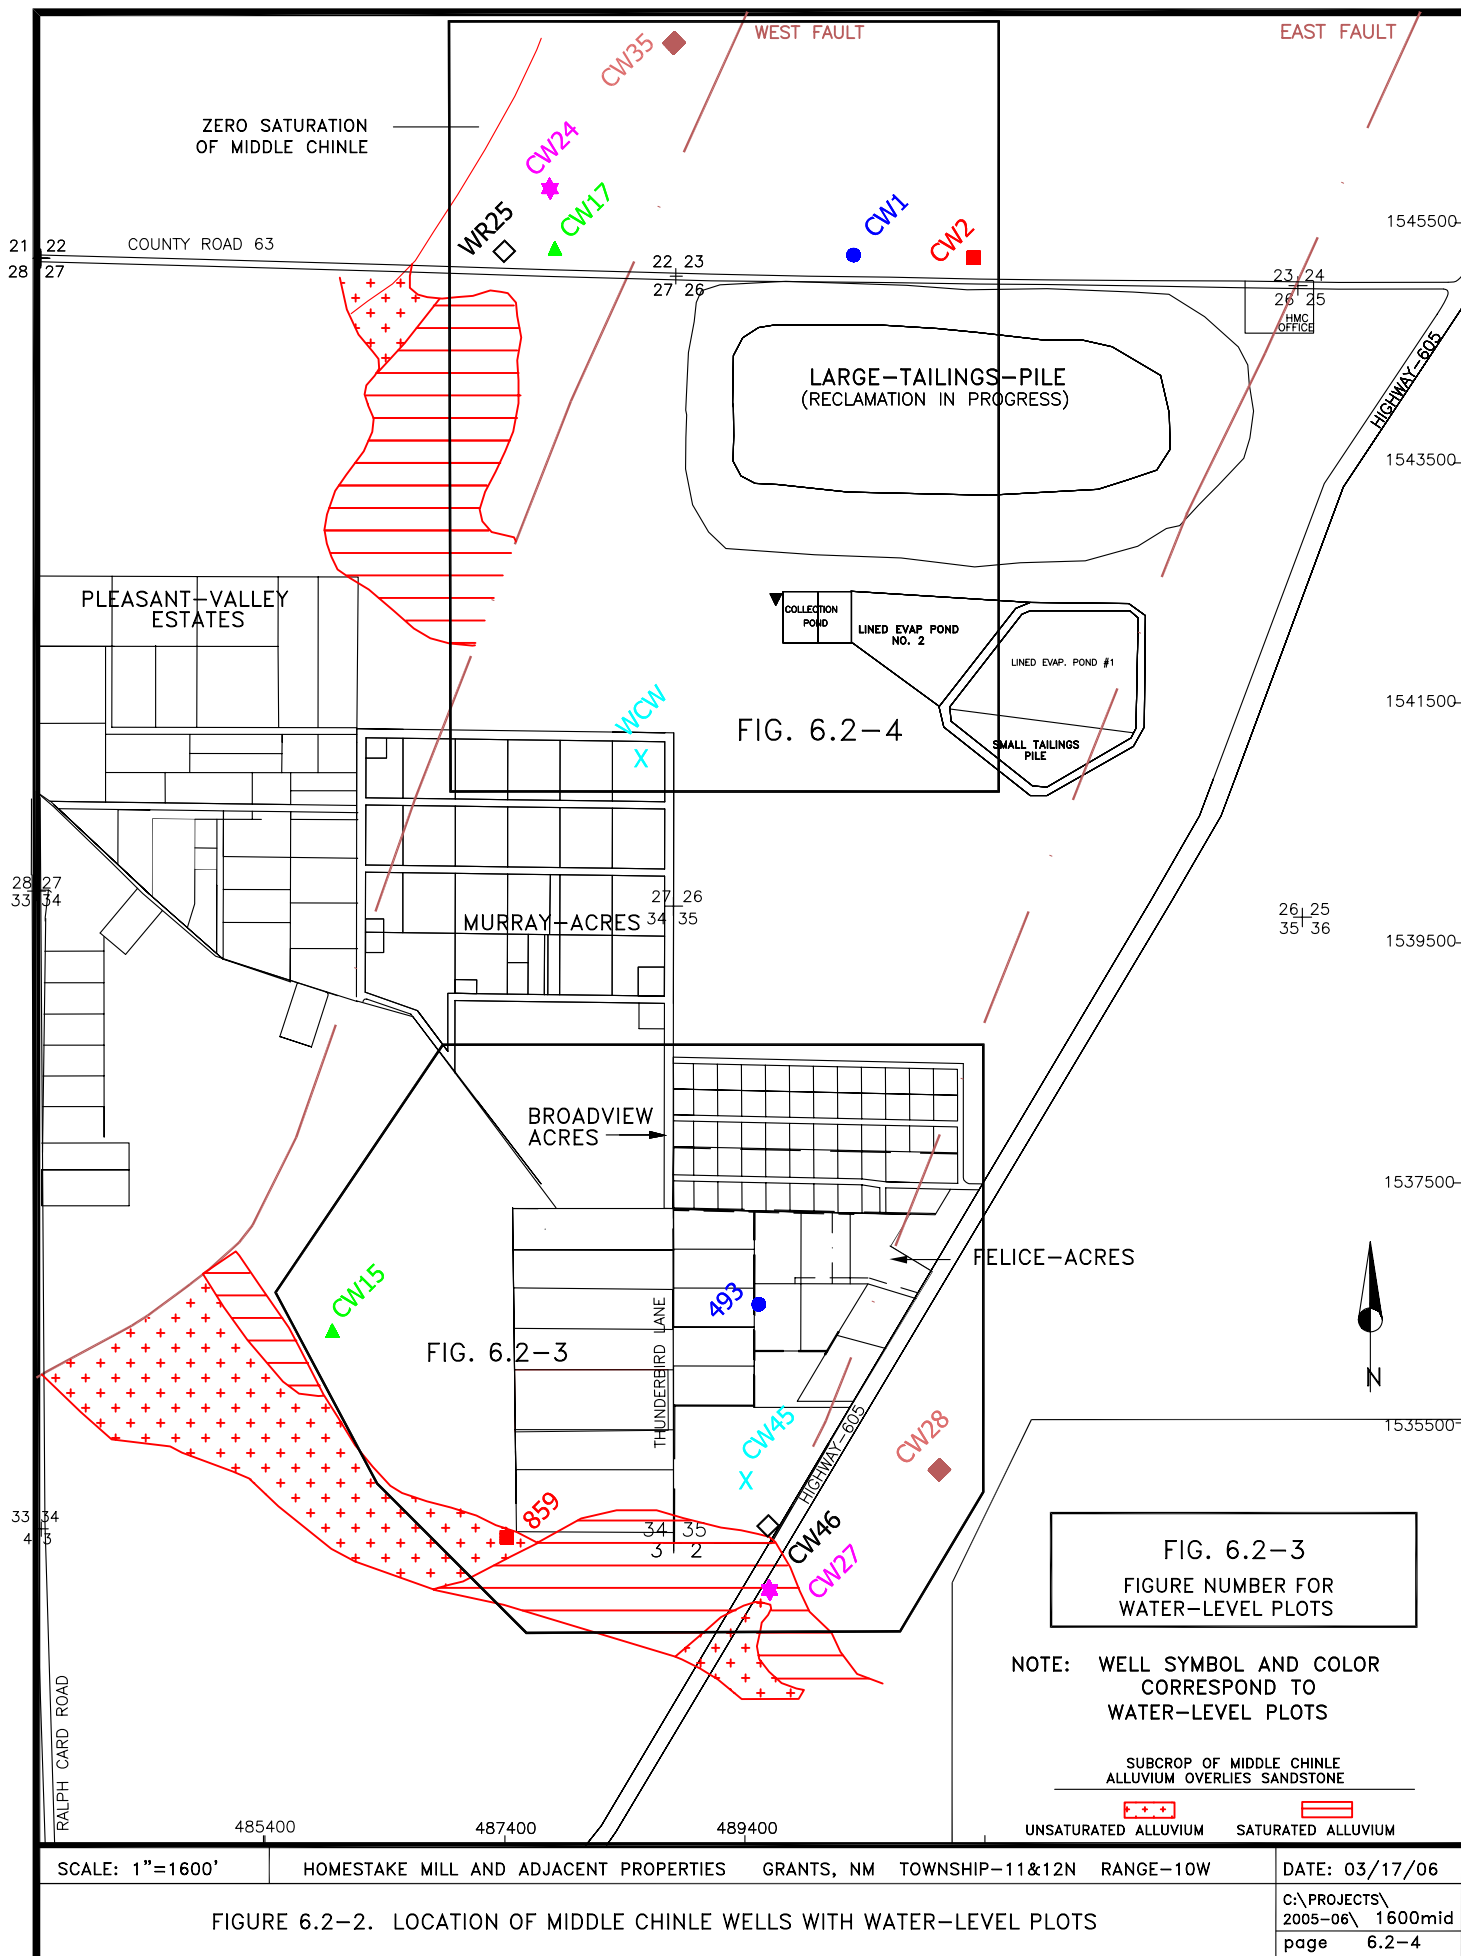 WEST FAULT
EAST FAULT
CW35
ZERO SATURATION
OF MIDDLE CHINLE
CW24
CW17
WR25
CW1
CW2
1545500
21 22
28 27
COUNTY ROAD 63
22 23
27 26
23 24
26 25
HMC
OFFICE
HIGHWAY-605
LARGE-TAILINGS-PILE
(RECLAMATION IN PROGRESS)
1543500
PLEASANT-VALLEY
ESTATES
COLLECTION
POND
LINED EVAP POND
NO. 2
LINED EVAP. POND #1
WCW
X
FIG. 6.2-4
SMALL TAILINGS
PILE
1541500
28 27
33 34
27 26
34 35
MURRAY-ACRES
26 25
35 36
1539500
BROADVIEW
ACRES
1537500
FELICE-ACRES
CW15
493
THUNDERBIRD LANE
FIG. 6.2-3
N
CW45
X
HIGHWAY-605
CW28
1535500
33 34
4 3
859
34 35
3 2
CW46
CW27
FIG. 6.2-3
FIGURE NUMBER FOR
WATER-LEVEL PLOTS
NOTE: WELL SYMBOL AND COLOR
CORRESPOND TO
WATER-LEVEL PLOTS
SUBCROP OF MIDDLE CHINLE
ALLUVIUM OVERLIES SANDSTONE
UNSATURATED ALLUVIUM SATURATED ALLUVIUM
RALPH CARD ROAD
485400
487400
489400
SCALE: 1"=1600'
HOMESTAKE MILL AND ADJACENT PROPERTIES GRANTS, NM TOWNSHIP-11&12N RANGE-10W
DATE: 03/17/06
C:\PROJECTS\
2005-06\ 1600mid
FIGURE 6.2-2. LOCATION OF MIDDLE CHINLE WELLS WITH WATER-LEVEL PLOTS
page 6.2-4